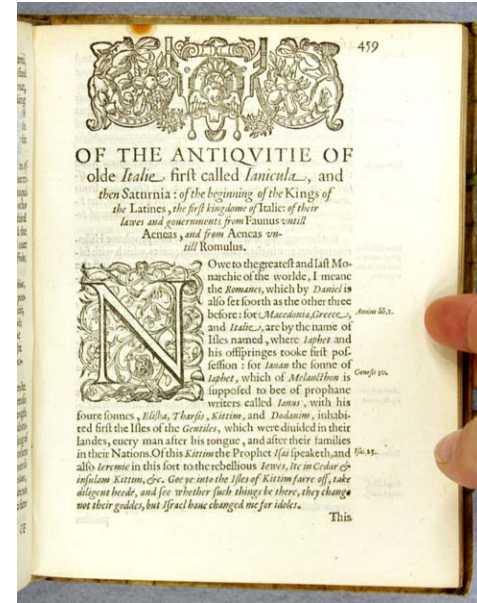 459
OF THE ANTIQVITIE OF
olde Italie first called Ianicula, and
then Saturnia: of the beginning of the Kings of
the Latines, the first kingdome of Italie: of their
lawes and gouernments from Faunus vntill
Aeneas, and from Aeneas vn-
till Romulus.
NOwe to the greatest and last Mo-
narchie of the worlde, I meane
the Romanes, which by Daniel is
also set foorth as the other three
before: for Macedonia, Greece,
and Italie, are by the name of
Isles named, where Iaphet and
his offsprings tooke first pos-
session: for Iauan the sonne of
Iaphet, which of Melancthon is
supposed to bee of prophane
writers called Ianus, with his
foure sonnes, Elisha, Tharsis, Kittim, and Dodanim, inhabi-
ted first the Isles of the Gentiles, which were diuided in their
landes, euery man after his tongue, and after their families
in their Nations. Of this Kittim the Prophet Isai speaketh, and
also Ieremie in this sort to the rebellious Iewes, Ite in Cedar &
insulam Kittim, &c. Goe ye into the Isles of Kittim farre off, take
diligent heede, and see whether such things be there, they change
not their goddes, but Israel haue changed me for idoles.
This
Genese 10.